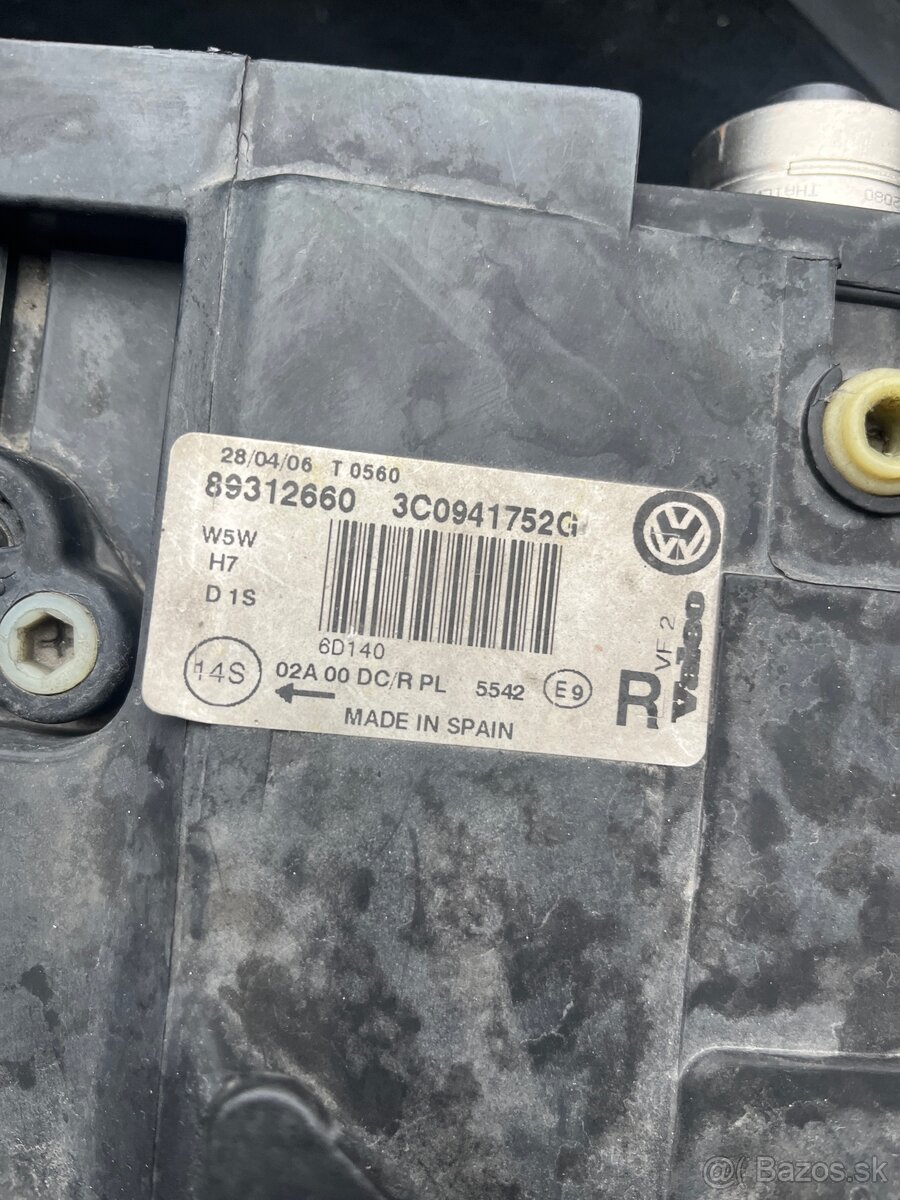 28/04/06 T 0560
89312660 3C0941752G
W5W
H7
D1S
6D140
14S 02A 00 DC/R PL 5542 E9
MADE IN SPAIN
R
VF 2
Valeo
@ Bazos.sk